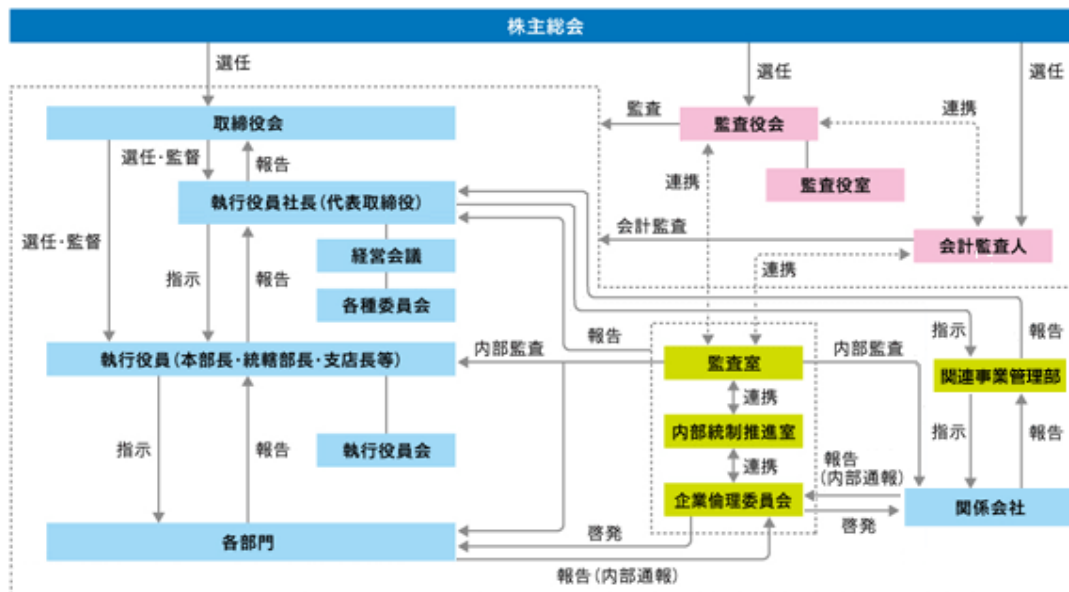 株主総会
選任
選任
選任
取締役会
監査
監査役会
連携
選任・監督
報告
連携
監査役室
執行役員社長(代表取締役)
選任・監督
会計監査
会計監査人
経営会議
連携
指示
報告
各種委員会
報告
指示
報告
執行役員(本部長・統轄部長・支店長等)
内部監査
監査室
内部監査
関連事業管理部
連携
指示
報告
執行役員会
指示
報告
内部統制推進室
連携
報告
(内部通報)
企業倫理委員会
関係会社
啓発
啓発
各部門
報告(内部通報)